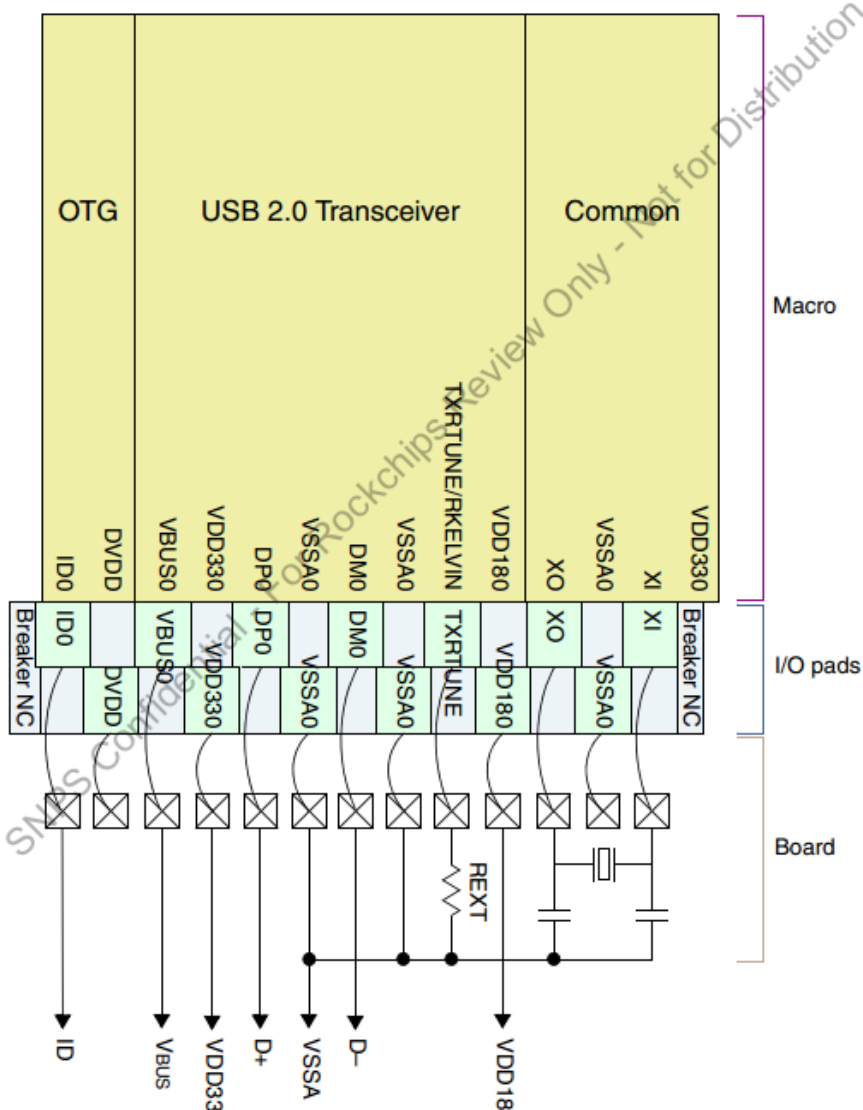 OTG
USB 2.0 Transceiver
Common
Macro
SNPS Confidential - For Rockchips Review Only - Not for Distribution
ID0
DVDD
VBUS0
VDD330
DP0
VSSA0
DM0
VSSA0
TXRTUNE/RKELVIN
VDD180
XO
VSSA0
XI
VDD330
Breaker NC
ID0
DVDD
VBUS0
VDD330
DP0
VSSA0
DM0
VSSA0
TXRTUNE
VDD180
XO
VSSA0
XI
Breaker NC
I/O pads
Board
REXT
ID
VBUS
VDD33
D+
VSSA
D–
VDD18